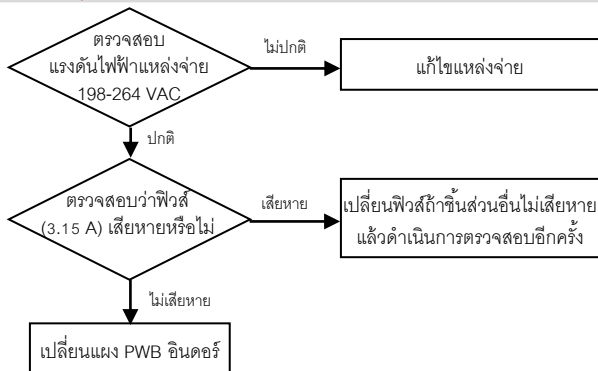 ตรวจสอบ
แรงดันไฟฟ้าแหล่งจ่าย
198-264 VAC
ไม่ปกติ
แก้ไขแหล่งจ่าย
ปกติ
ตรวจสอบว่าฟิวส์
(3.15 A) เสียหายหรือไม่
เสียหาย
เปลี่ยนฟิวส์ถ้าชิ้นส่วนอื่นไม่เสียหาย
แล้วดำเนินการตรวจสอบอีกครั้ง
ไม่เสียหาย
เปลี่ยนแผง PWB อินดอร์